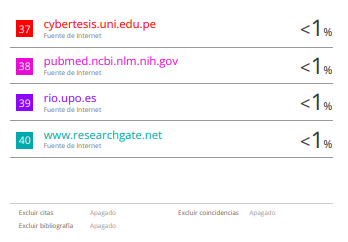 37 cybertesis.uni.edu.pe <1%
Fuente de Internet
38 pubmed.ncbi.nlm.nih.gov <1%
Fuente de Internet
39 rio.upo.es <1%
Fuente de Internet
40 www.researchgate.net <1%
Fuente de Internet
Excluir citas Apagado Excluir coincidencias Apagado
Excluir bibliografía Apagado